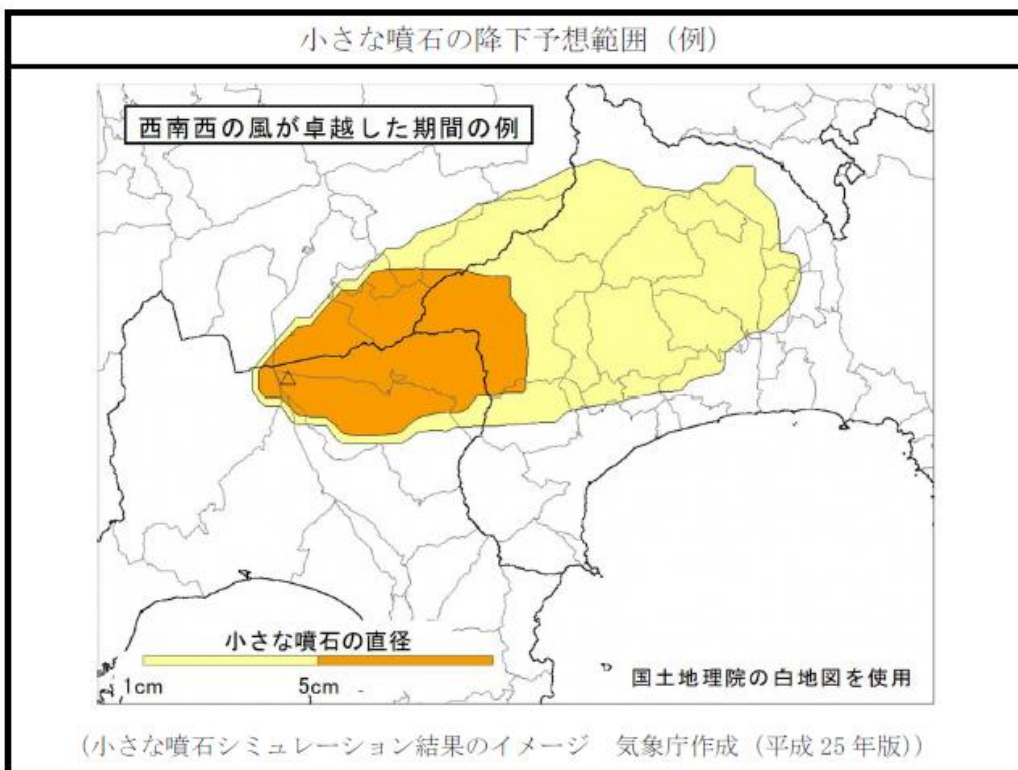 小さな噴石の降下予想範囲（例）
西南西の風が卓越した期間の例
小さな噴石の直径
1cm 5cm
国土地理院の白地図を使用
（小さな噴石シミュレーション結果のイメージ　気象庁作成（平成25年版））